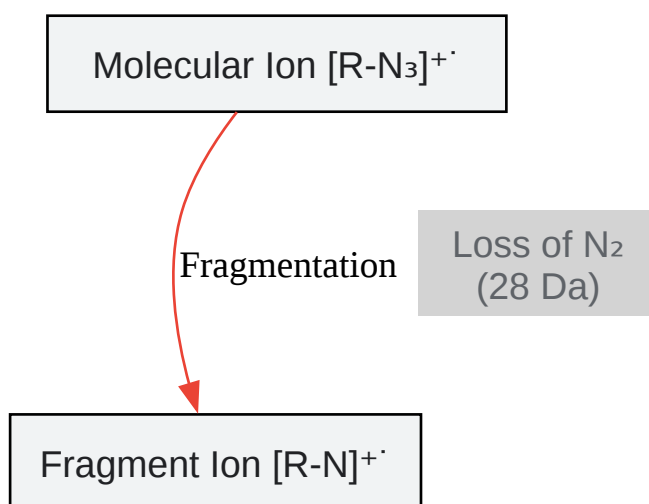 Molecular Ion [R-N₃]⁺˙
Fragmentation
Loss of N₂
(28 Da)
Fragment Ion [R-N]⁺˙